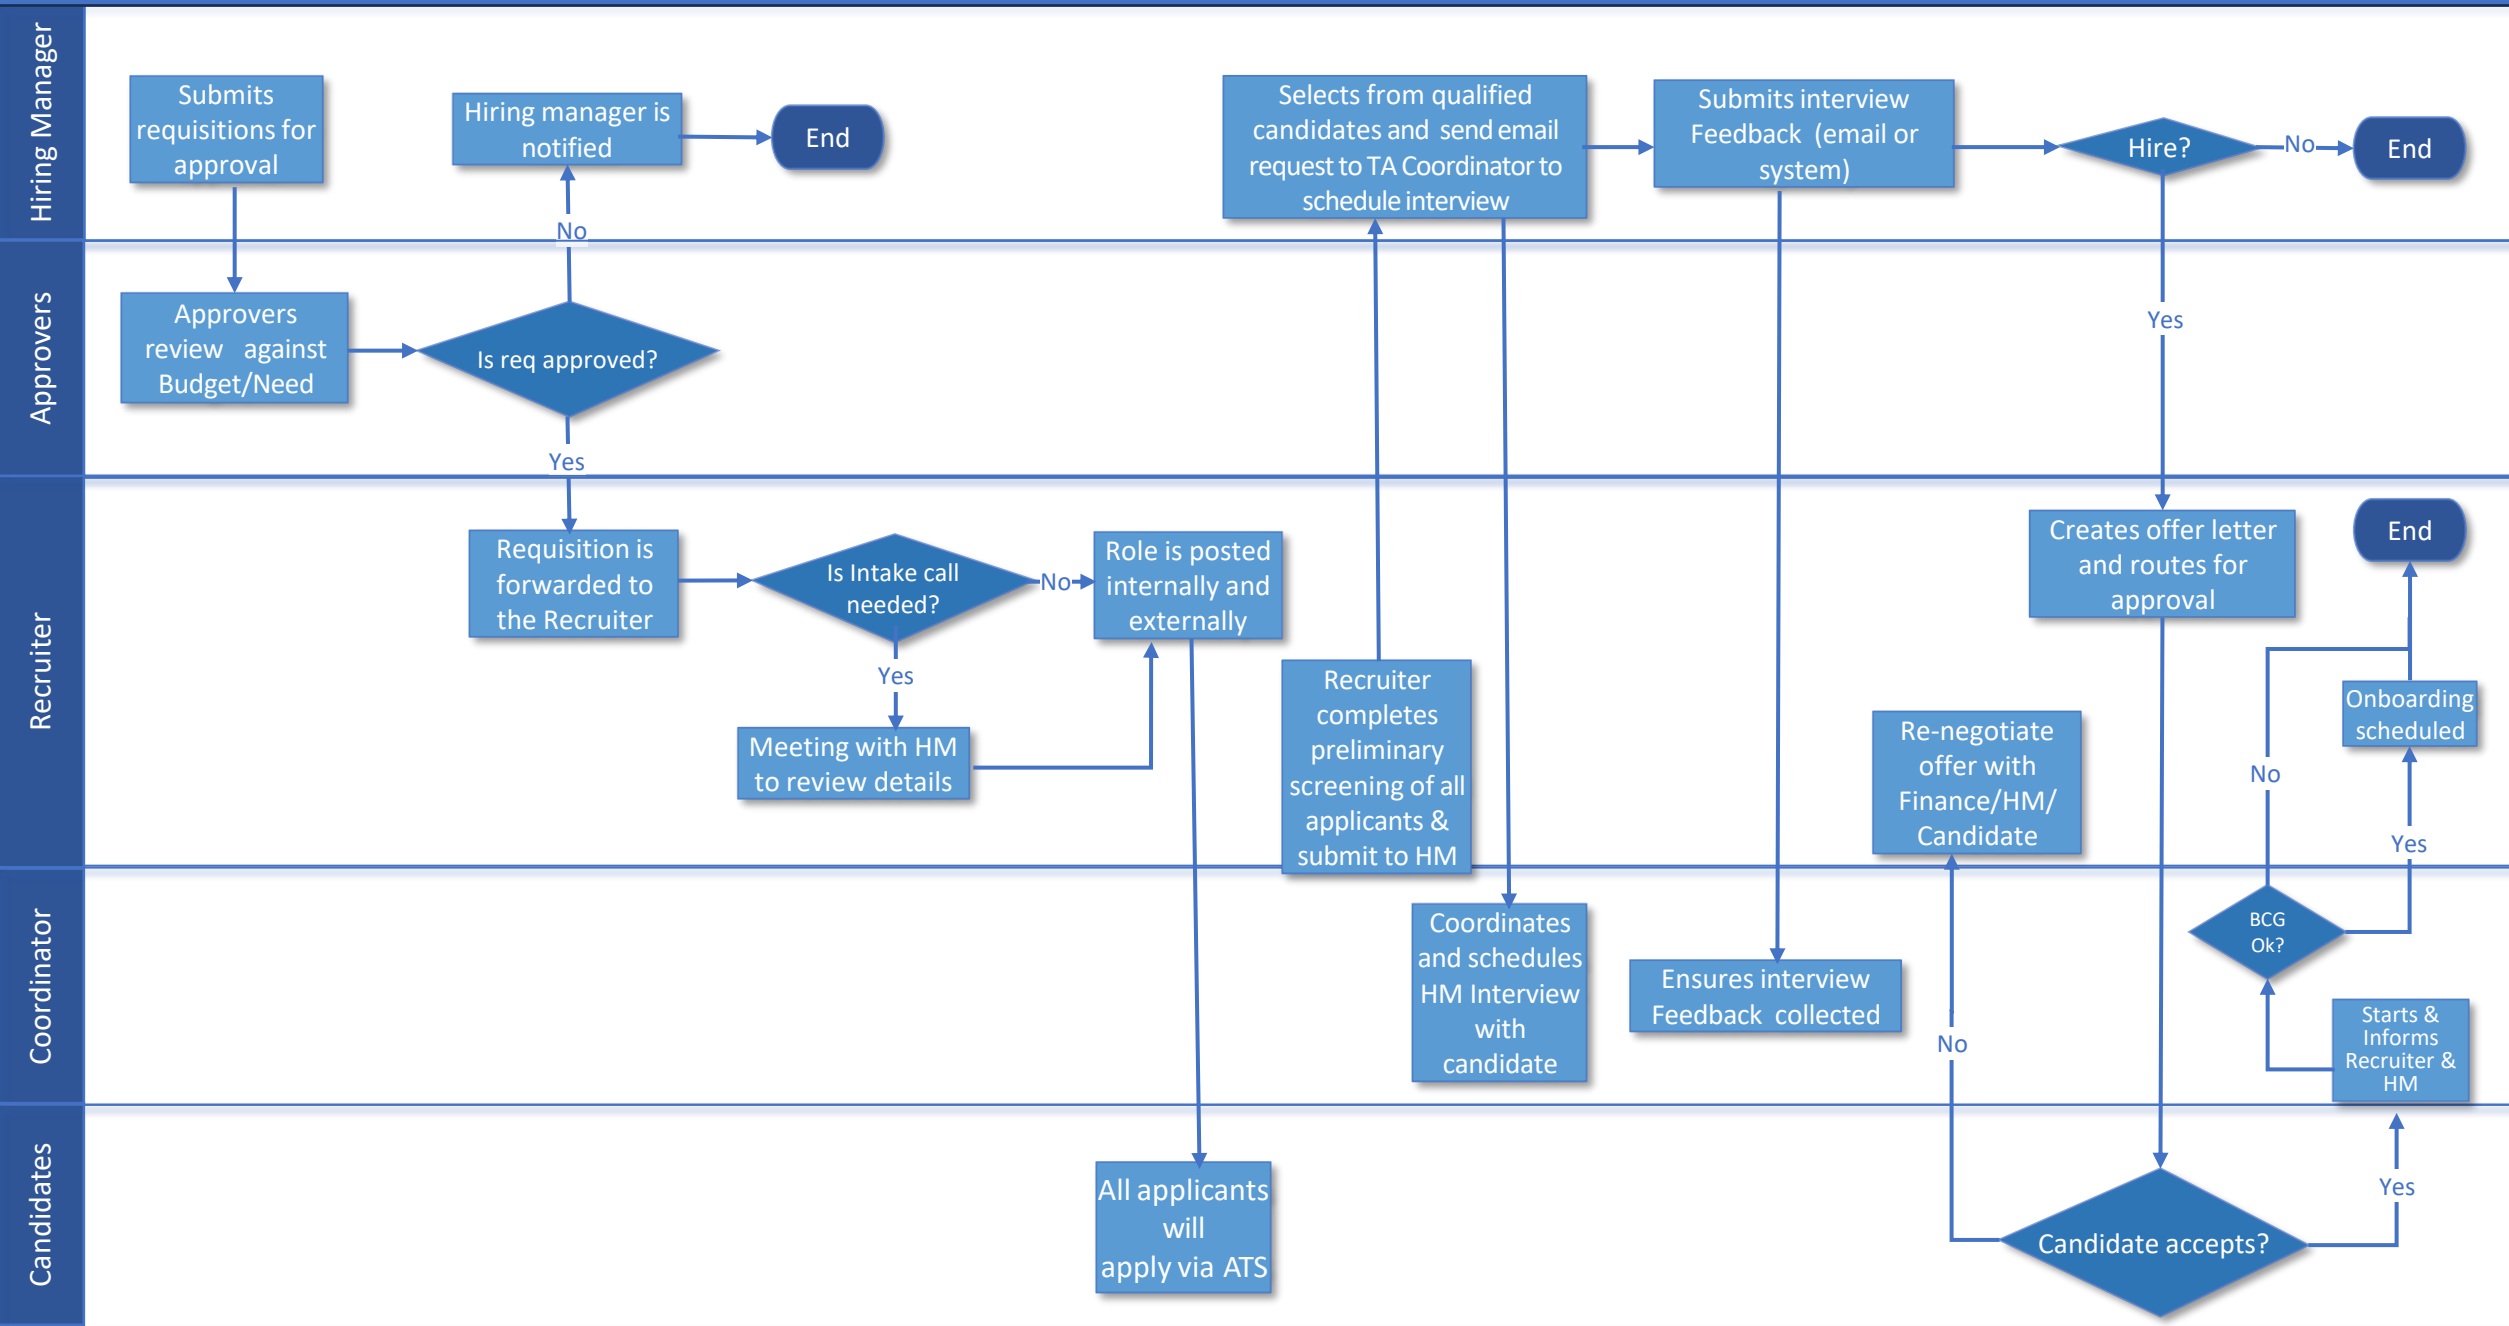 Hiring Manager
Submits
requisitions for
approval
Hiring manager is
notified
End
No
Selects from qualified
candidates and send email
request to TA Coordinator to
schedule interview
Submits interview
Feedback (email or
system)
Hire?
No
End
Approvers
Approvers
review against
Budget/Need
Is req approved?
Yes
Yes
Recruiter
Requisition is
forwarded to
the Recruiter
Is Intake call
needed?
No
Yes
Meeting with HM
to review details
Role is posted
internally and
externally
Recruiter
completes
preliminary
screening of all
applicants &
submit to HM
Creates offer letter
and routes for
approval
Re-negotiate
offer with
Finance/HM/
Candidate
End
Onboarding
scheduled
No
Yes
Coordinator
Coordinates
and schedules
HM Interview
with
candidate
Ensures interview
Feedback collected
No
BCG
Ok?
Starts &
Informs
Recruiter &
HM
Candidates
All applicants
will
apply via ATS
Candidate accepts?
Yes